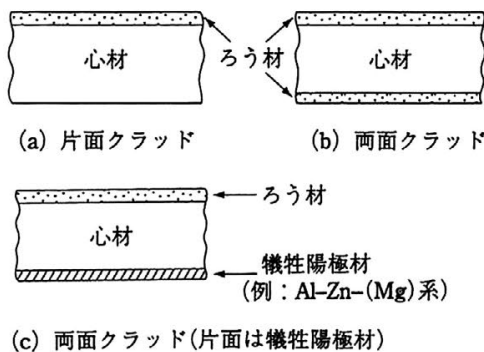 心材
ろう材
心材
(a) 片面クラッド
(b) 両面クラッド
ろう材
心材
犠牲陽極材
(例：Al–Zn–(Mg)系)
(c) 両面クラッド(片面は犠牲陽極材)